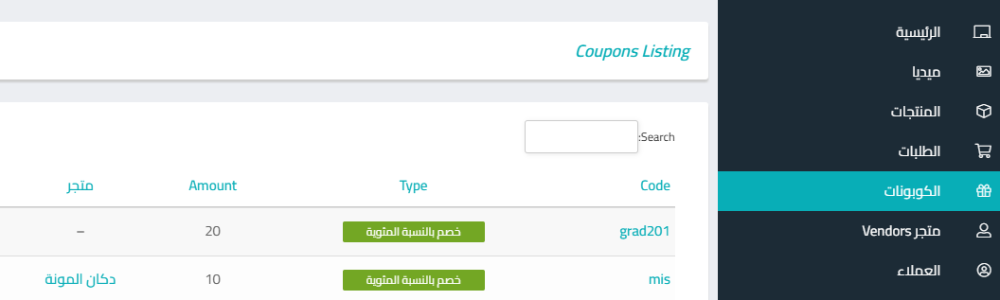 الرئيسية
ميديا
المنتجات
الطلبات
الكوبونات
متجر Vendors
العملاء
Coupons Listing
Search:
Code Type Amount متجر
grad201 خصم بالنسبة المئوية 20 –
mis خصم بالنسبة المئوية 10 دكان المونة